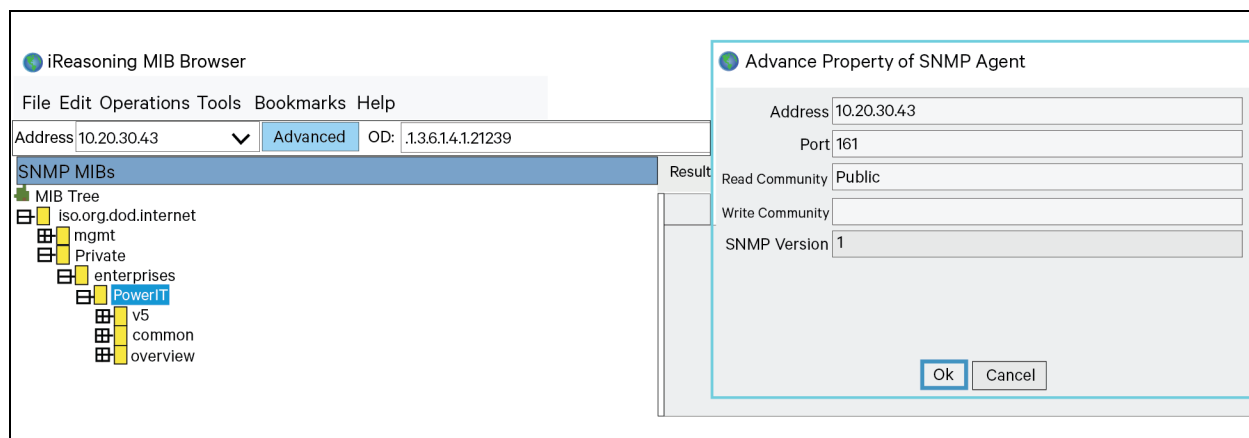 iReasoning MIB Browser
File Edit Operations Tools Bookmarks Help
Address 10.20.30.43 Advanced OD: .1.3.6.1.4.1.21239
SNMP MIBs
Result
MIB Tree
iso.org.dod.internet
mgmt
Private
enterprises
PowerIT
v5
common
overview
Advance Property of SNMP Agent
Address 10.20.30.43
Port 161
Read Community Public
Write Community
SNMP Version 1
Ok Cancel